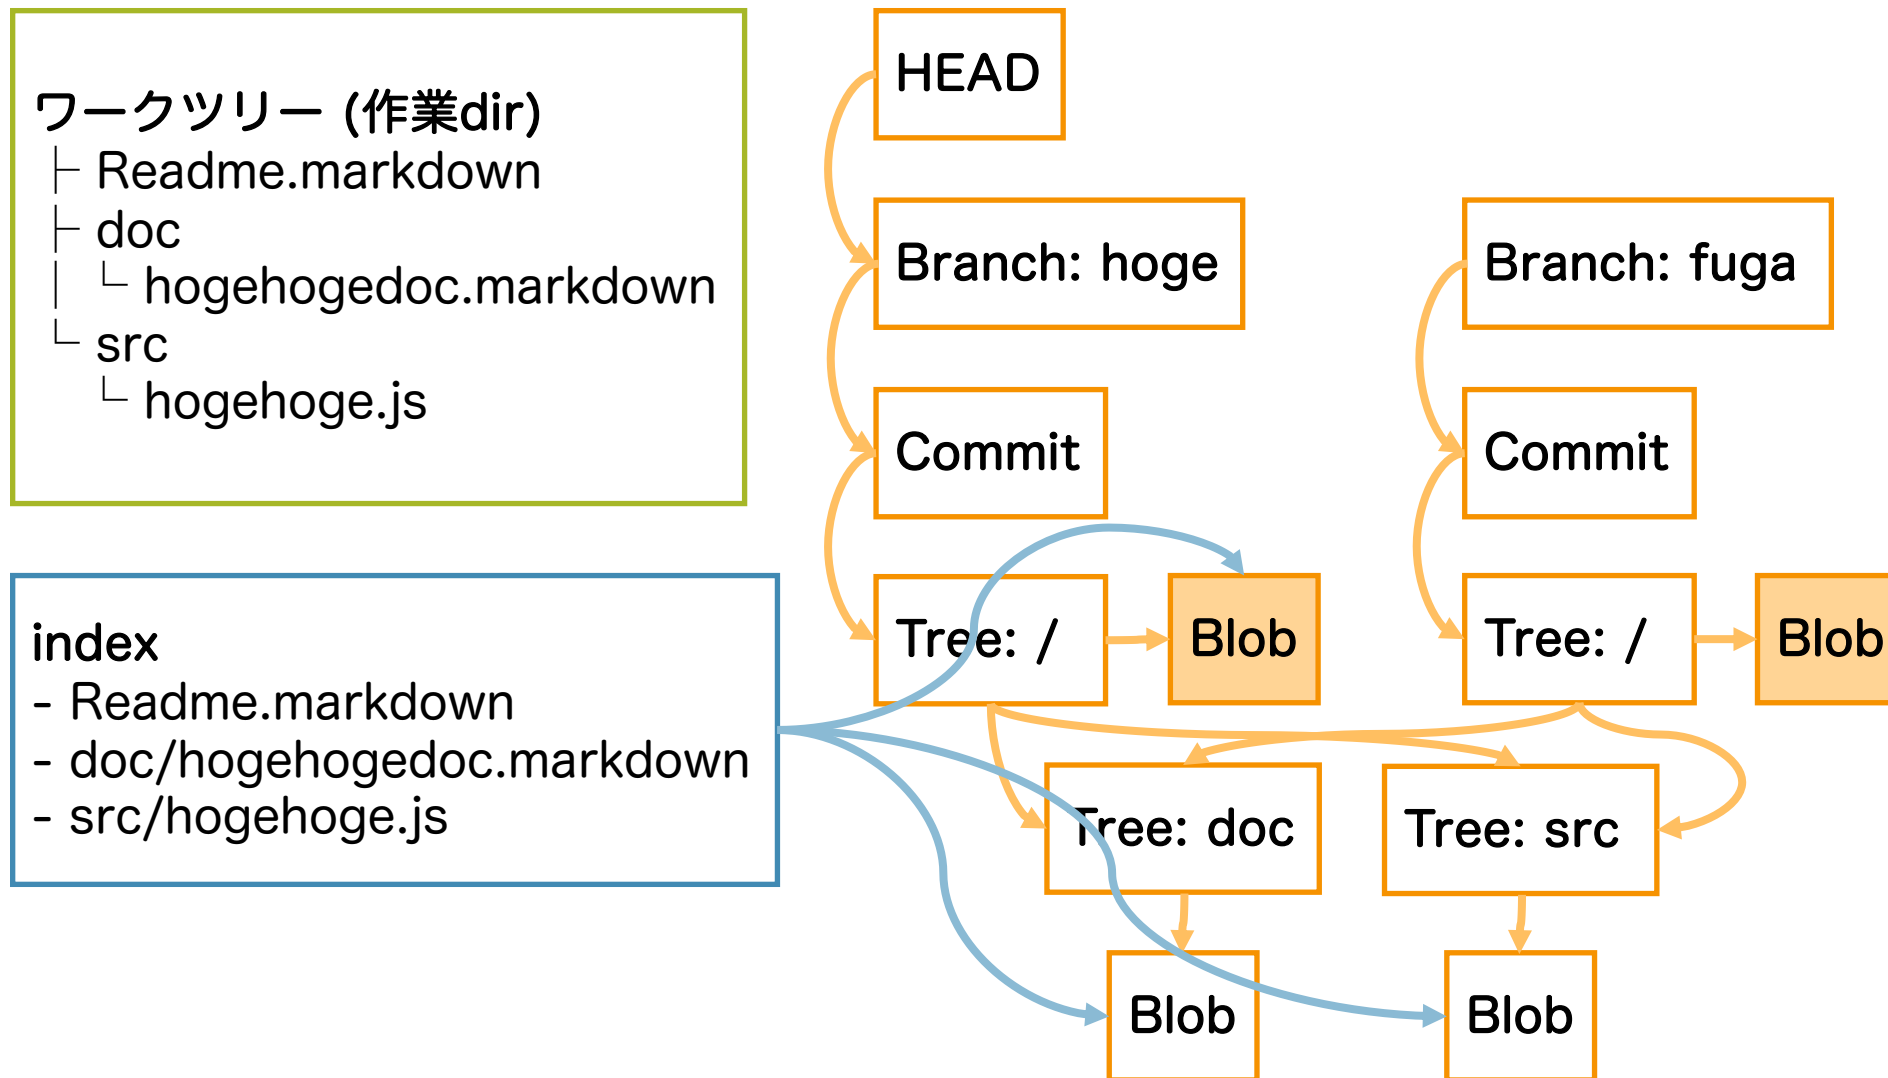 ワークツリー (作業dir)
├ Readme.markdown
├ doc
│ └ hogehogedoc.markdown
└ src
└ hogehoge.js
index
- Readme.markdown
- doc/hogehogedoc.markdown
- src/hogehoge.js
HEAD
Branch: hoge
Branch: fuga
Commit
Commit
Tree: /
Blob
Tree: /
Blob
Tree: doc
Tree: src
Blob
Blob